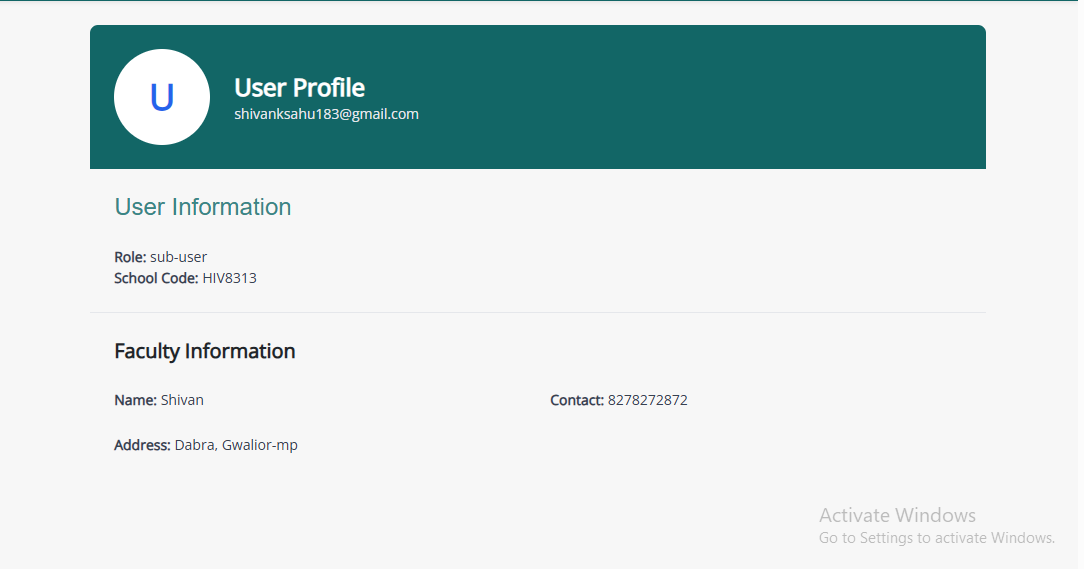 U
User Profile
shivanksahu183@gmail.com
User Information
Role: sub-user
School Code: HIV8313
Faculty Information
Name: Shivan
Contact: 8278272872
Address: Dabra, Gwalior-mp
Activate Windows
Go to Settings to activate Windows.